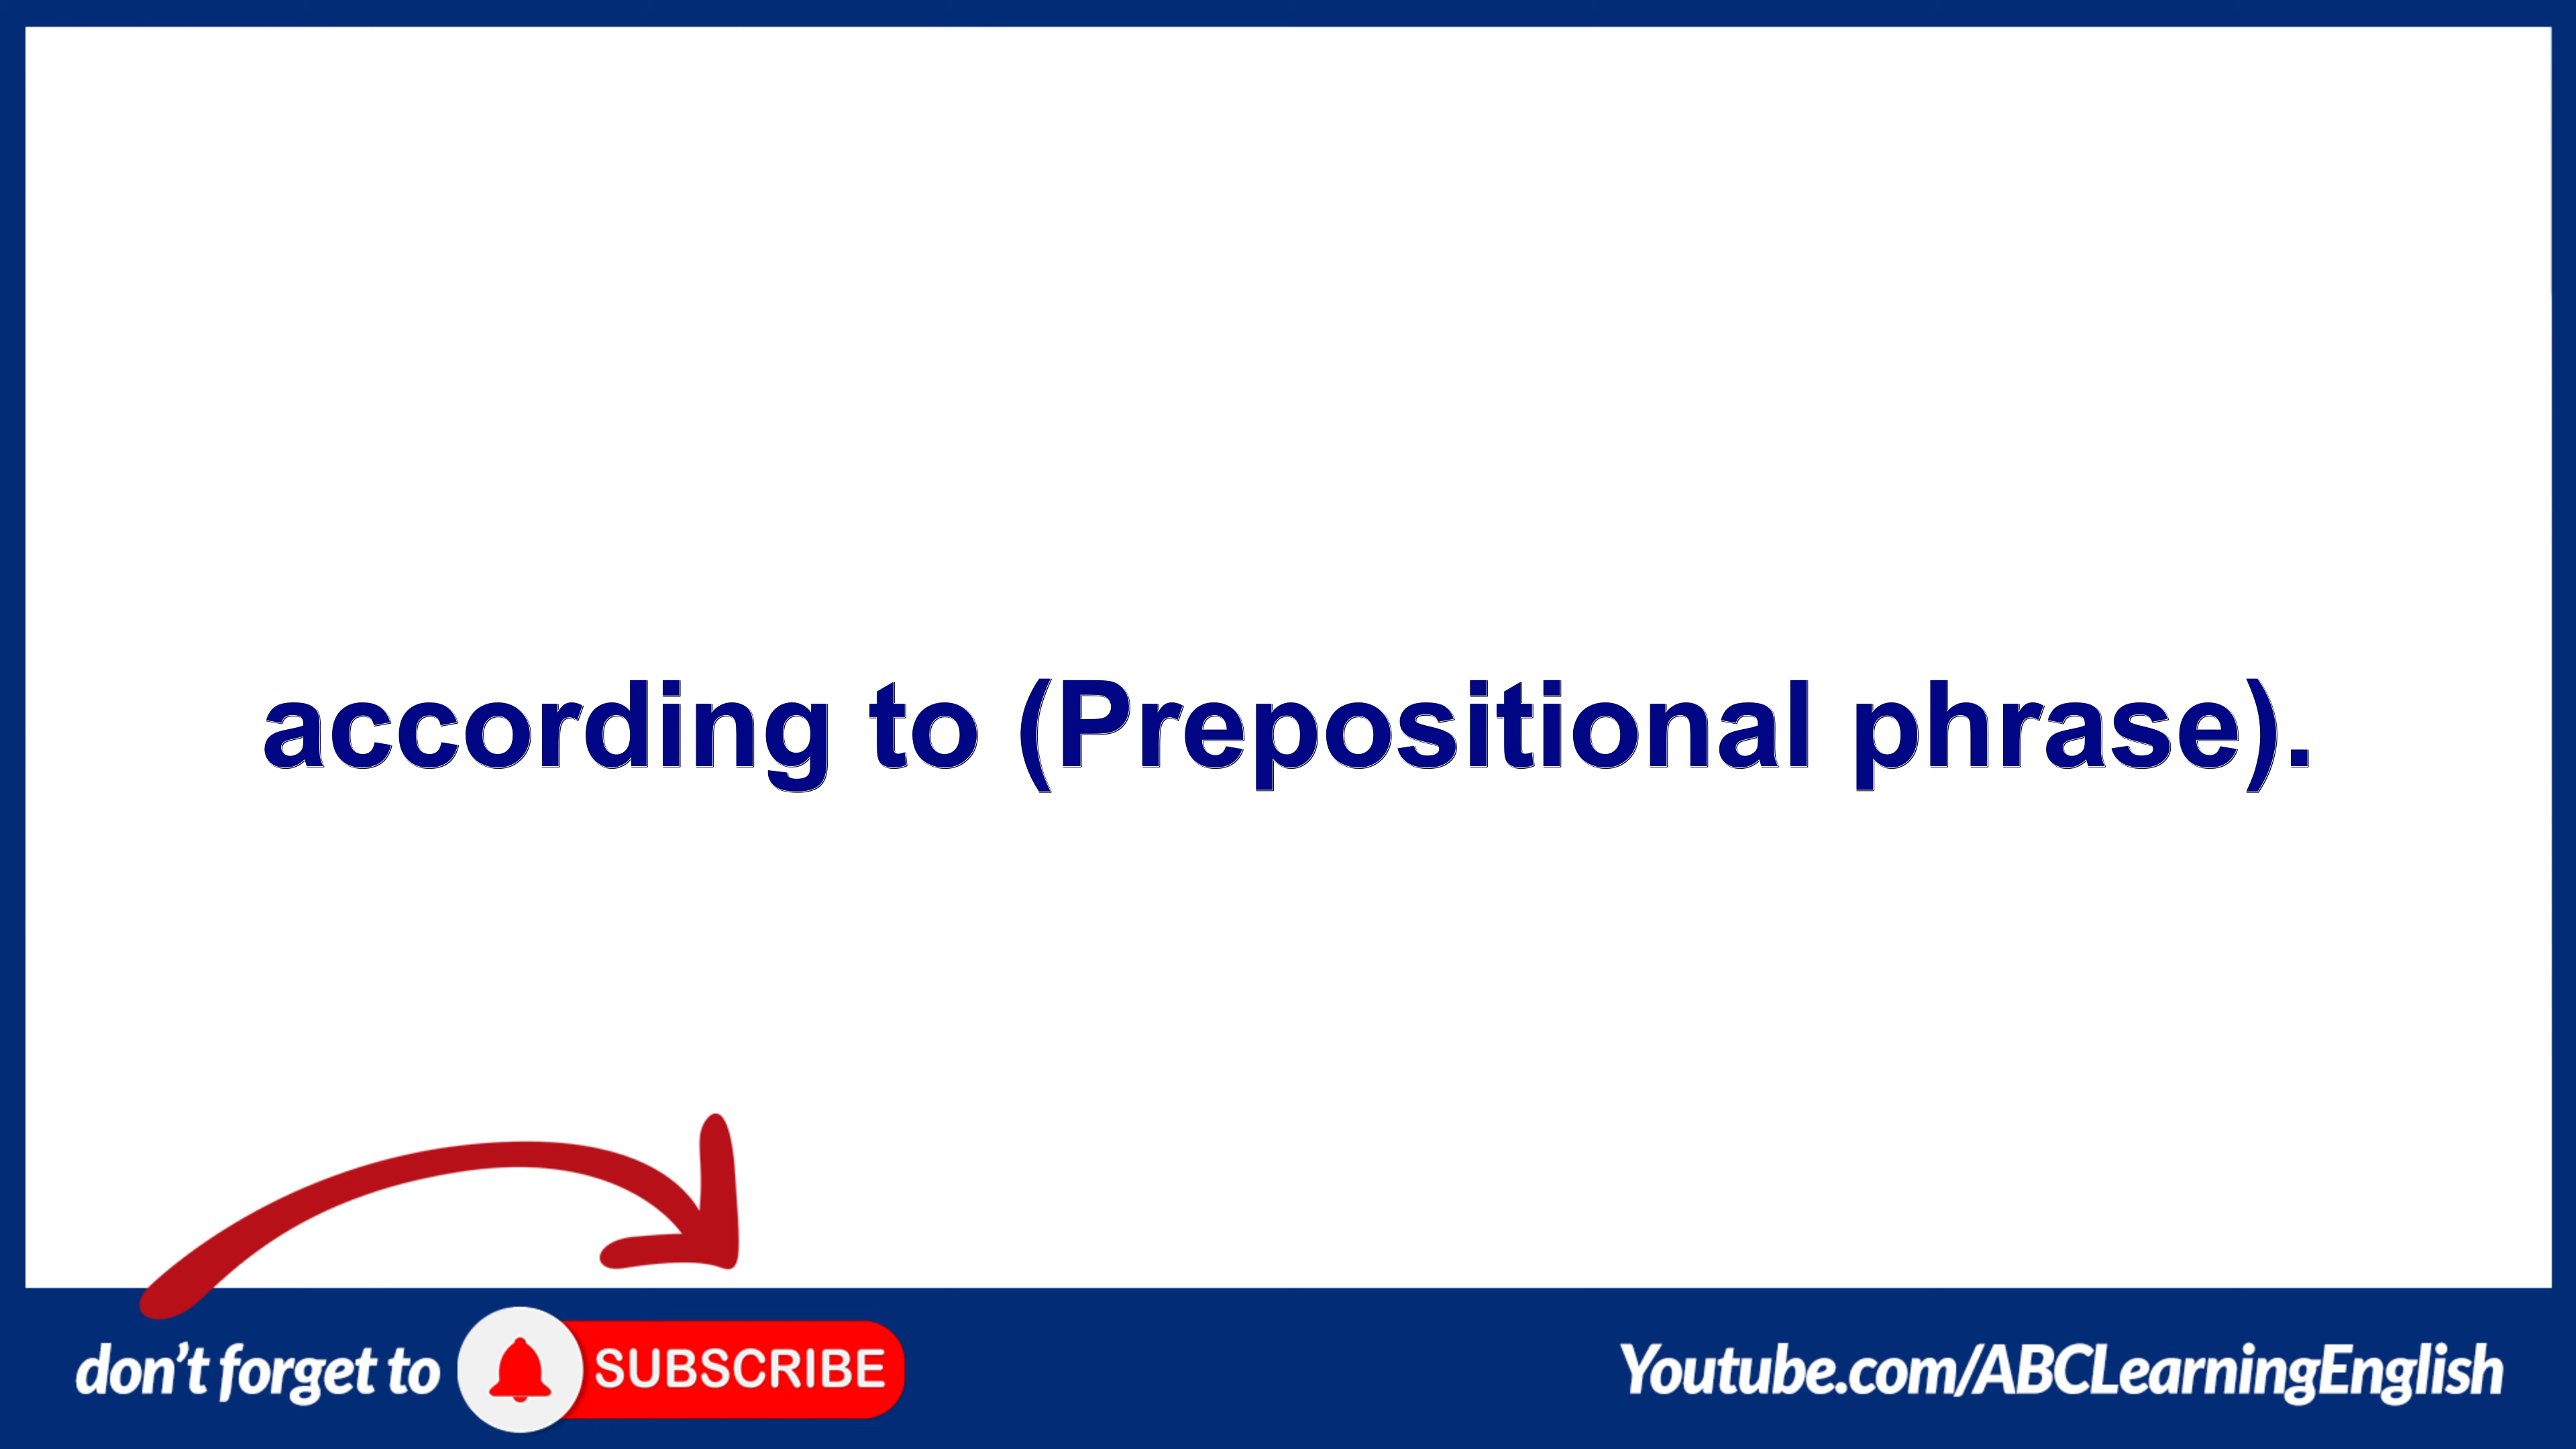 according to (Prepositional phrase).
don't forget to SUBSCRIBE
Youtube.com/ABCLearningEnglish